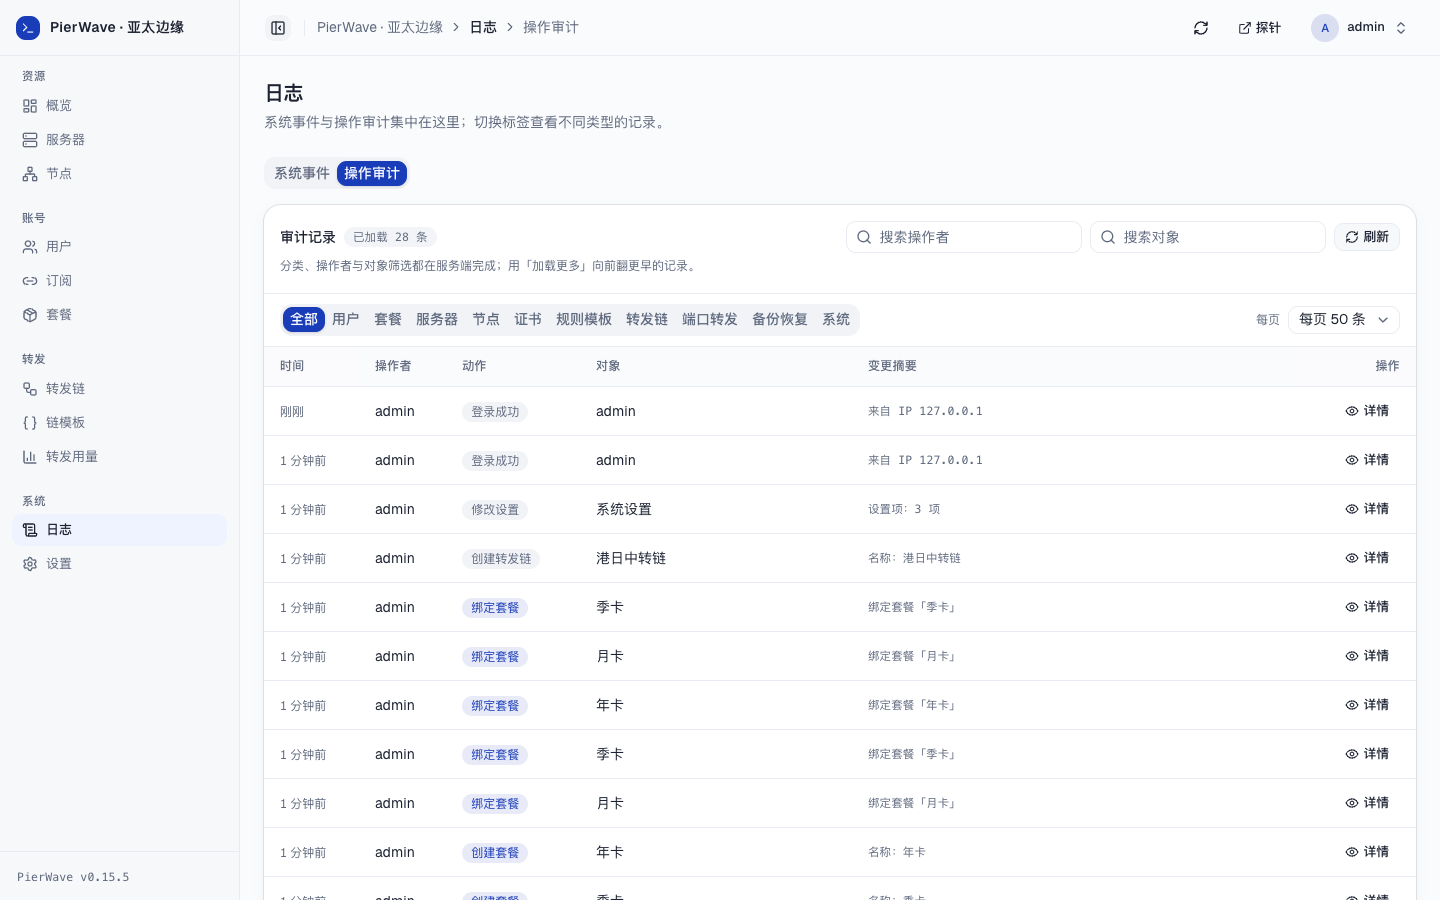 PierWave · 亚太边缘
资源
概览
服务器
节点
账号
用户
订阅
套餐
转发
转发链
链模板
转发用量
系统
日志
设置
PierWave v0.15.5
PierWave · 亚太边缘 > 日志 > 操作审计
探针
A admin
日志
系统事件与操作审计集中在这里；切换标签查看不同类型的记录。
系统事件 操作审计
审计记录 已加载 28 条
搜索操作者 搜索对象 刷新
分类、操作者与对象筛选都在服务端完成；用「加载更多」向前翻更早的记录。
全部 用户 套餐 服务器 节点 证书 规则模板 转发链 端口转发 备份恢复 系统 每页 每页 50 条
时间 操作者 动作 对象 变更摘要 操作
刚刚 admin 登录成功 admin 来自 IP 127.0.0.1 详情
1 分钟前 admin 登录成功 admin 来自 IP 127.0.0.1 详情
1 分钟前 admin 修改设置 系统设置 设置项：3 项 详情
1 分钟前 admin 创建转发链 港日中转链 名称：港日中转链 详情
1 分钟前 admin 绑定套餐 季卡 绑定套餐「季卡」 详情
1 分钟前 admin 绑定套餐 月卡 绑定套餐「月卡」 详情
1 分钟前 admin 绑定套餐 年卡 绑定套餐「年卡」 详情
1 分钟前 admin 绑定套餐 季卡 绑定套餐「季卡」 详情
1 分钟前 admin 绑定套餐 月卡 绑定套餐「月卡」 详情
1 分钟前 admin 创建套餐 年卡 名称：年卡 详情
1 分钟前 admin 创建套餐 季卡 名称：季卡 详情